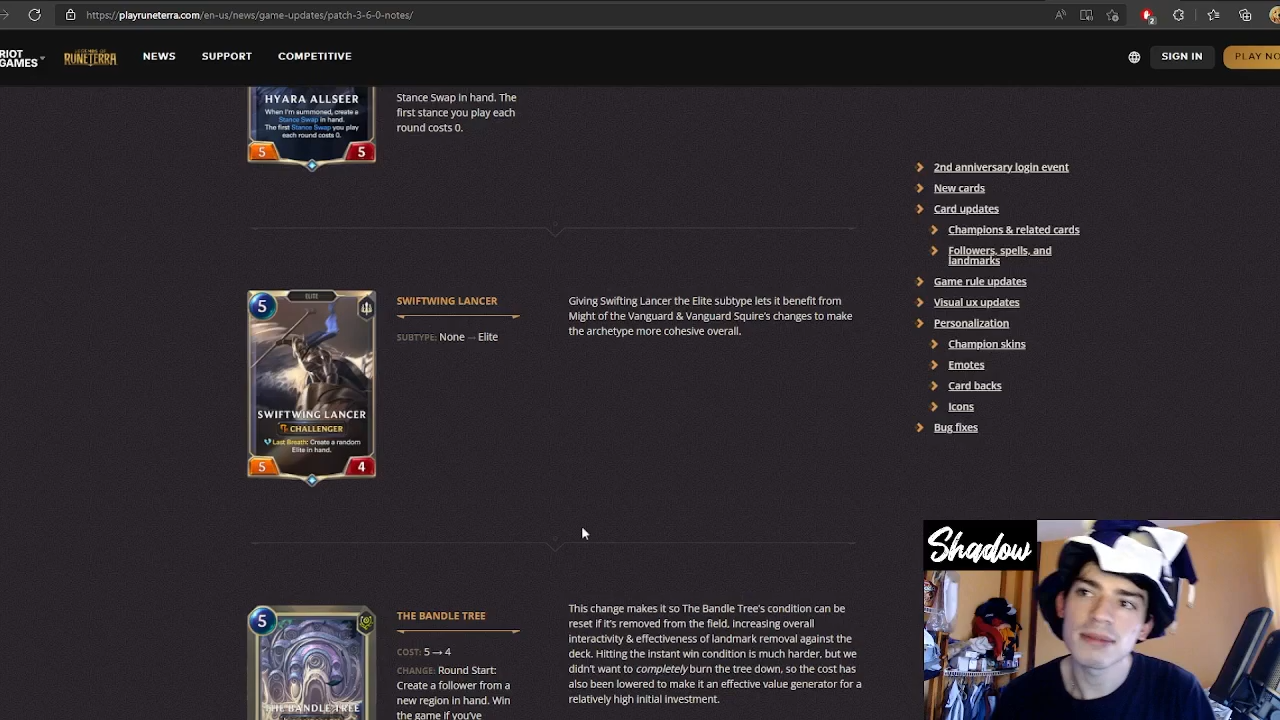 https://playruneterra.com/en-us/news/game-updates/patch-3-6-0-notes/
RIOT
GAMES
LEGENDS OF
RUNETERRA
NEWS
SUPPORT
COMPETITIVE
SIGN IN
PLAY NO
HYARA ALLSEER
When I'm summoned, create a
Stance Swap in hand.
The first Stance Swap you play
each round costs 0.
5
5
Stance Swap in hand. The
first stance you play each
round costs 0.
2nd anniversary login event
New cards
Card updates
Champions & related cards
Followers, spells, and
landmarks
Game rule updates
Visual ux updates
Personalization
Champion skins
Emotes
Card backs
Icons
Bug fixes
5
ELITE
SWIFTWING LANCER
CHALLENGER
Last Breath: Create a random
Elite in hand.
5
4
SWIFTWING LANCER
SUBTYPE: None → Elite
Giving Swifting Lancer the Elite subtype lets it benefit from
Might of the Vanguard & Vanguard Squire's changes to make
the archetype more cohesive overall.
5
THE BANDLE TREE
THE BANDLE TREE
COST: 5 → 4
CHANGE: Round Start:
Create a follower from a
new region in hand. Win
the game if you've
This change makes it so The Bandle Tree's condition can be
reset if it's removed from the field, increasing overall
interactivity & effectiveness of landmark removal against the
deck. Hitting the instant win condition is much harder, but we
didn't want to completely burn the tree down, so the cost has
also been lowered to make it an effective value generator for a
relatively high initial investment.
Shadow
2